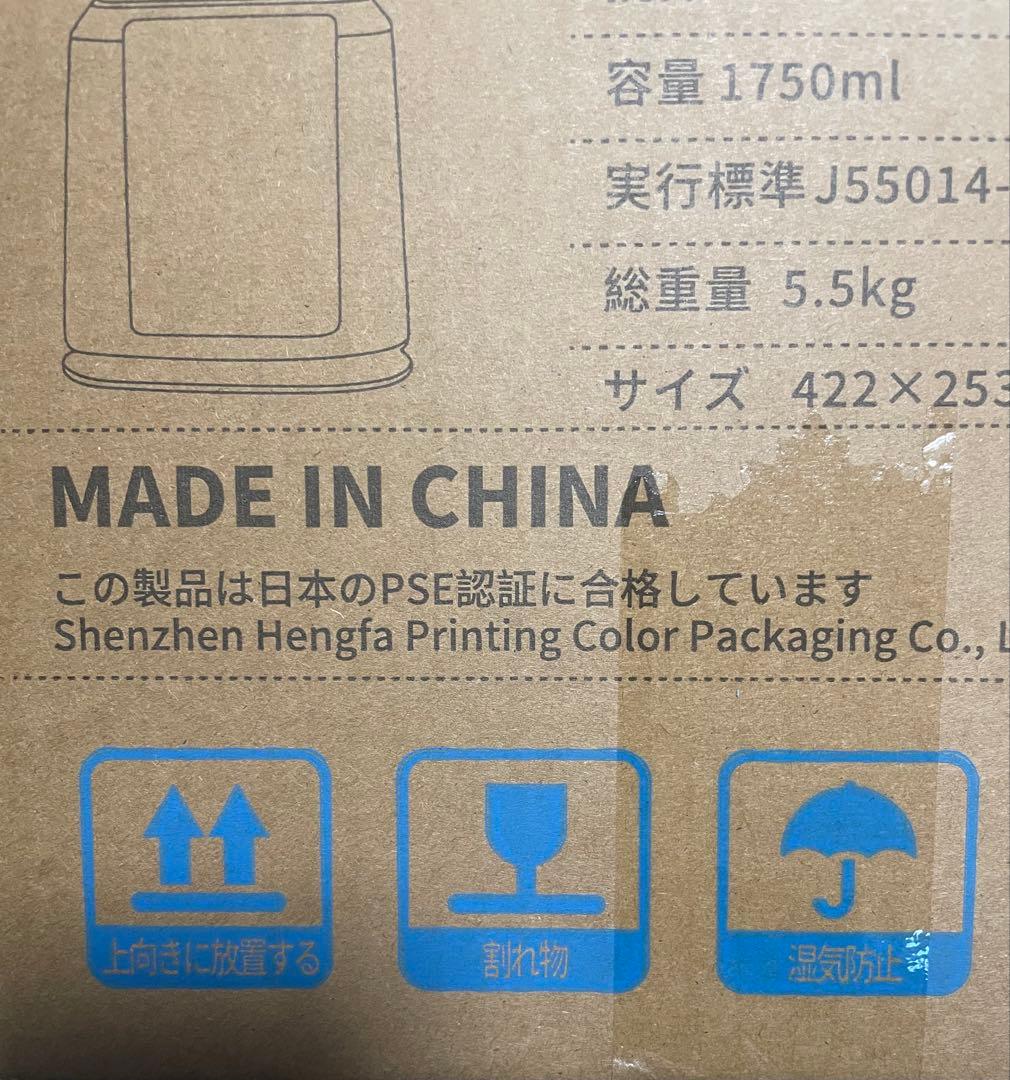 容量 1750ml
実行標準 J55014-
総重量 5.5kg
サイズ 422×253
MADE IN CHINA
この製品は日本のPSE認証に合格しています
Shenzhen Hengfa Printing Color Packaging Co., L
上向きに放置する
割れ物
湿気防止